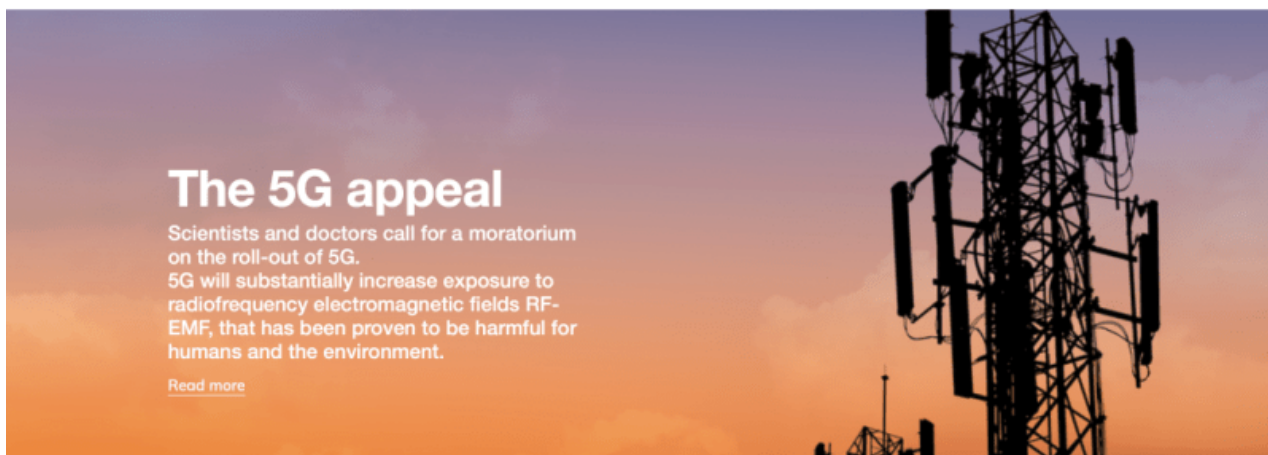 The 5G appeal
Scientists and doctors call for a moratorium
on the roll-out of 5G.
5G will substantially increase exposure to
radiofrequency electromagnetic fields RF-
EMF, that has been proven to be harmful for
humans and the environment.
Read more